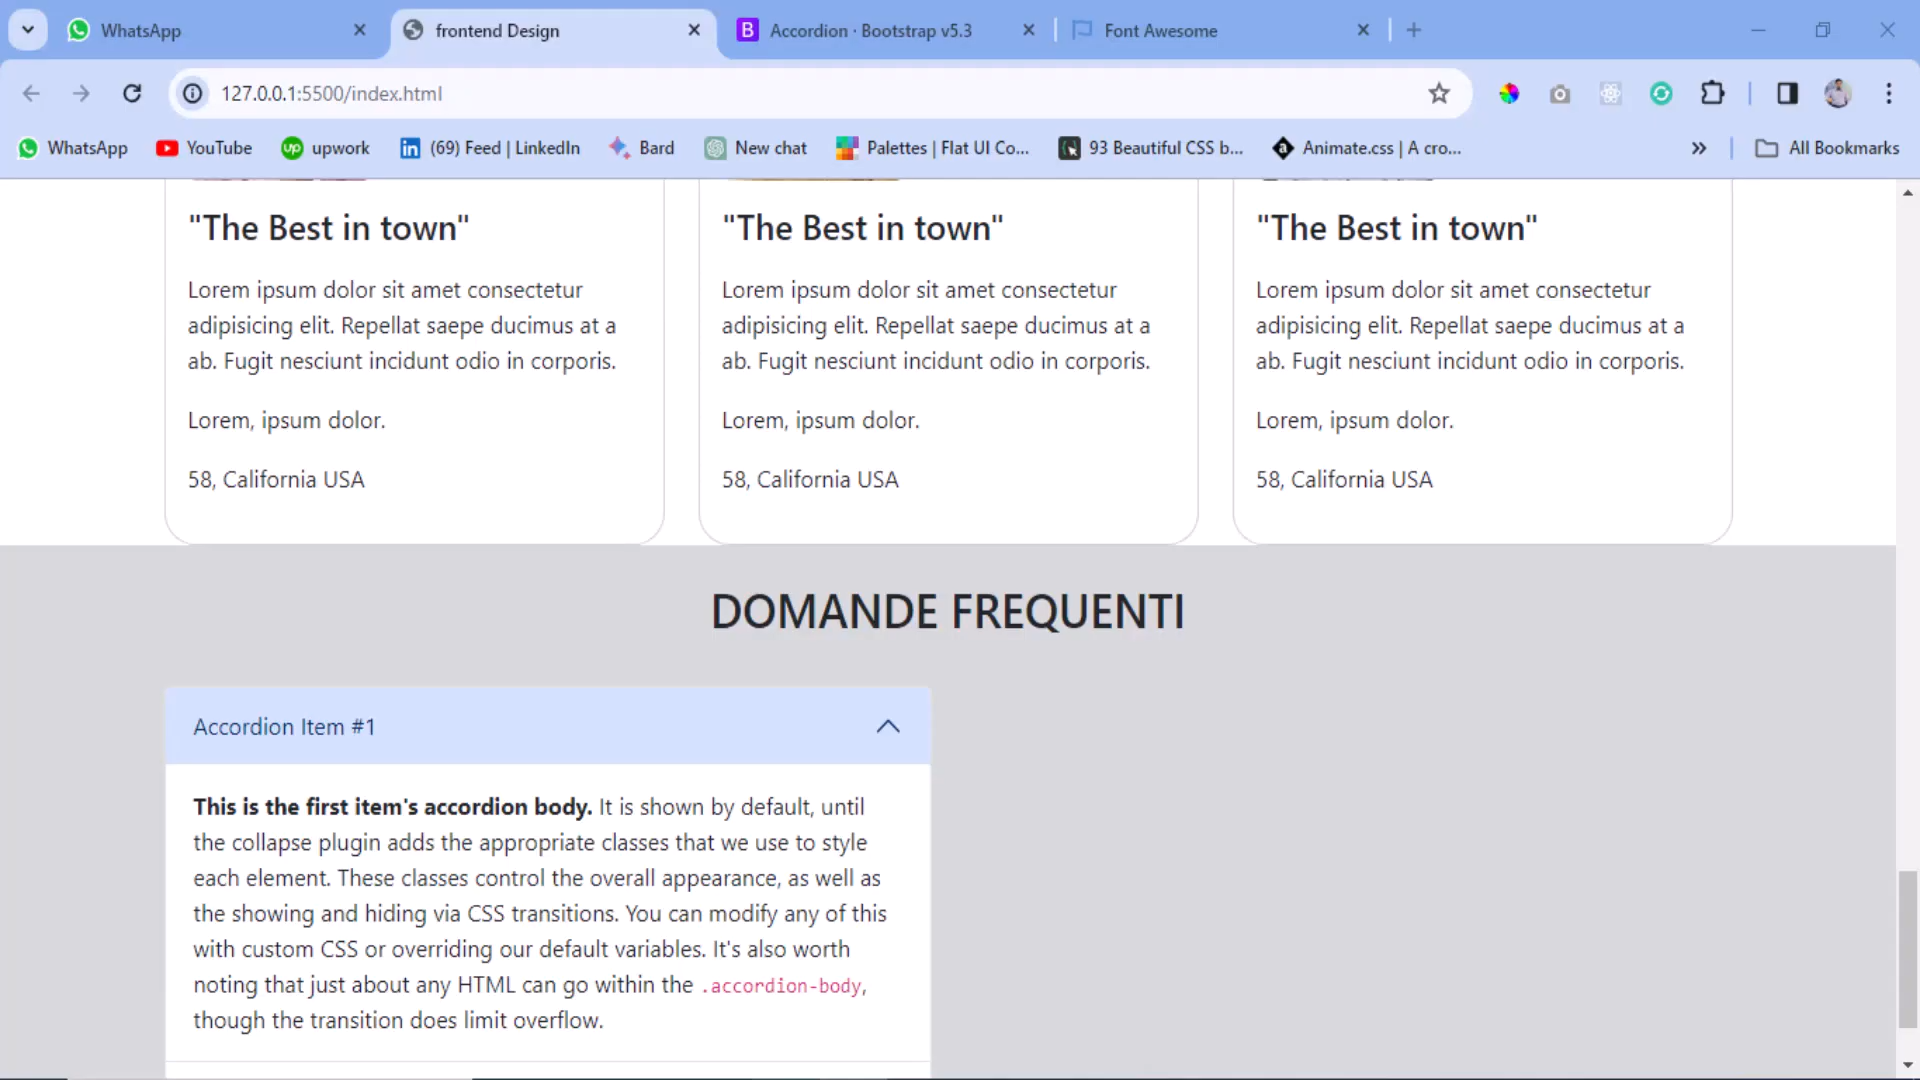 WhatsApp
frontend Design
B Accordion · Bootstrap v5.3
Font Awesome
127.0.0.1:5500/index.html
WhatsApp
YouTube
up upwork
in (69) Feed | LinkedIn
Bard
New chat
Palettes | Flat UI Co...
93 Beautiful CSS b...
a Animate.css | A cro...
All Bookmarks
"The Best in town"
Lorem ipsum dolor sit amet consectetur
adipisicing elit. Repellat saepe ducimus at a
ab. Fugit nesciunt incidunt odio in corporis.
Lorem, ipsum dolor.
58, California USA
"The Best in town"
Lorem ipsum dolor sit amet consectetur
adipisicing elit. Repellat saepe ducimus at a
ab. Fugit nesciunt incidunt odio in corporis.
Lorem, ipsum dolor.
58, California USA
"The Best in town"
Lorem ipsum dolor sit amet consectetur
adipisicing elit. Repellat saepe ducimus at a
ab. Fugit nesciunt incidunt odio in corporis.
Lorem, ipsum dolor.
58, California USA
DOMANDE FREQUENTI
Accordion Item #1
This is the first item's accordion body. It is shown by default, until
the collapse plugin adds the appropriate classes that we use to style
each element. These classes control the overall appearance, as well as
the showing and hiding via CSS transitions. You can modify any of this
with custom CSS or overriding our default variables. It's also worth
noting that just about any HTML can go within the .accordion-body,
though the transition does limit overflow.